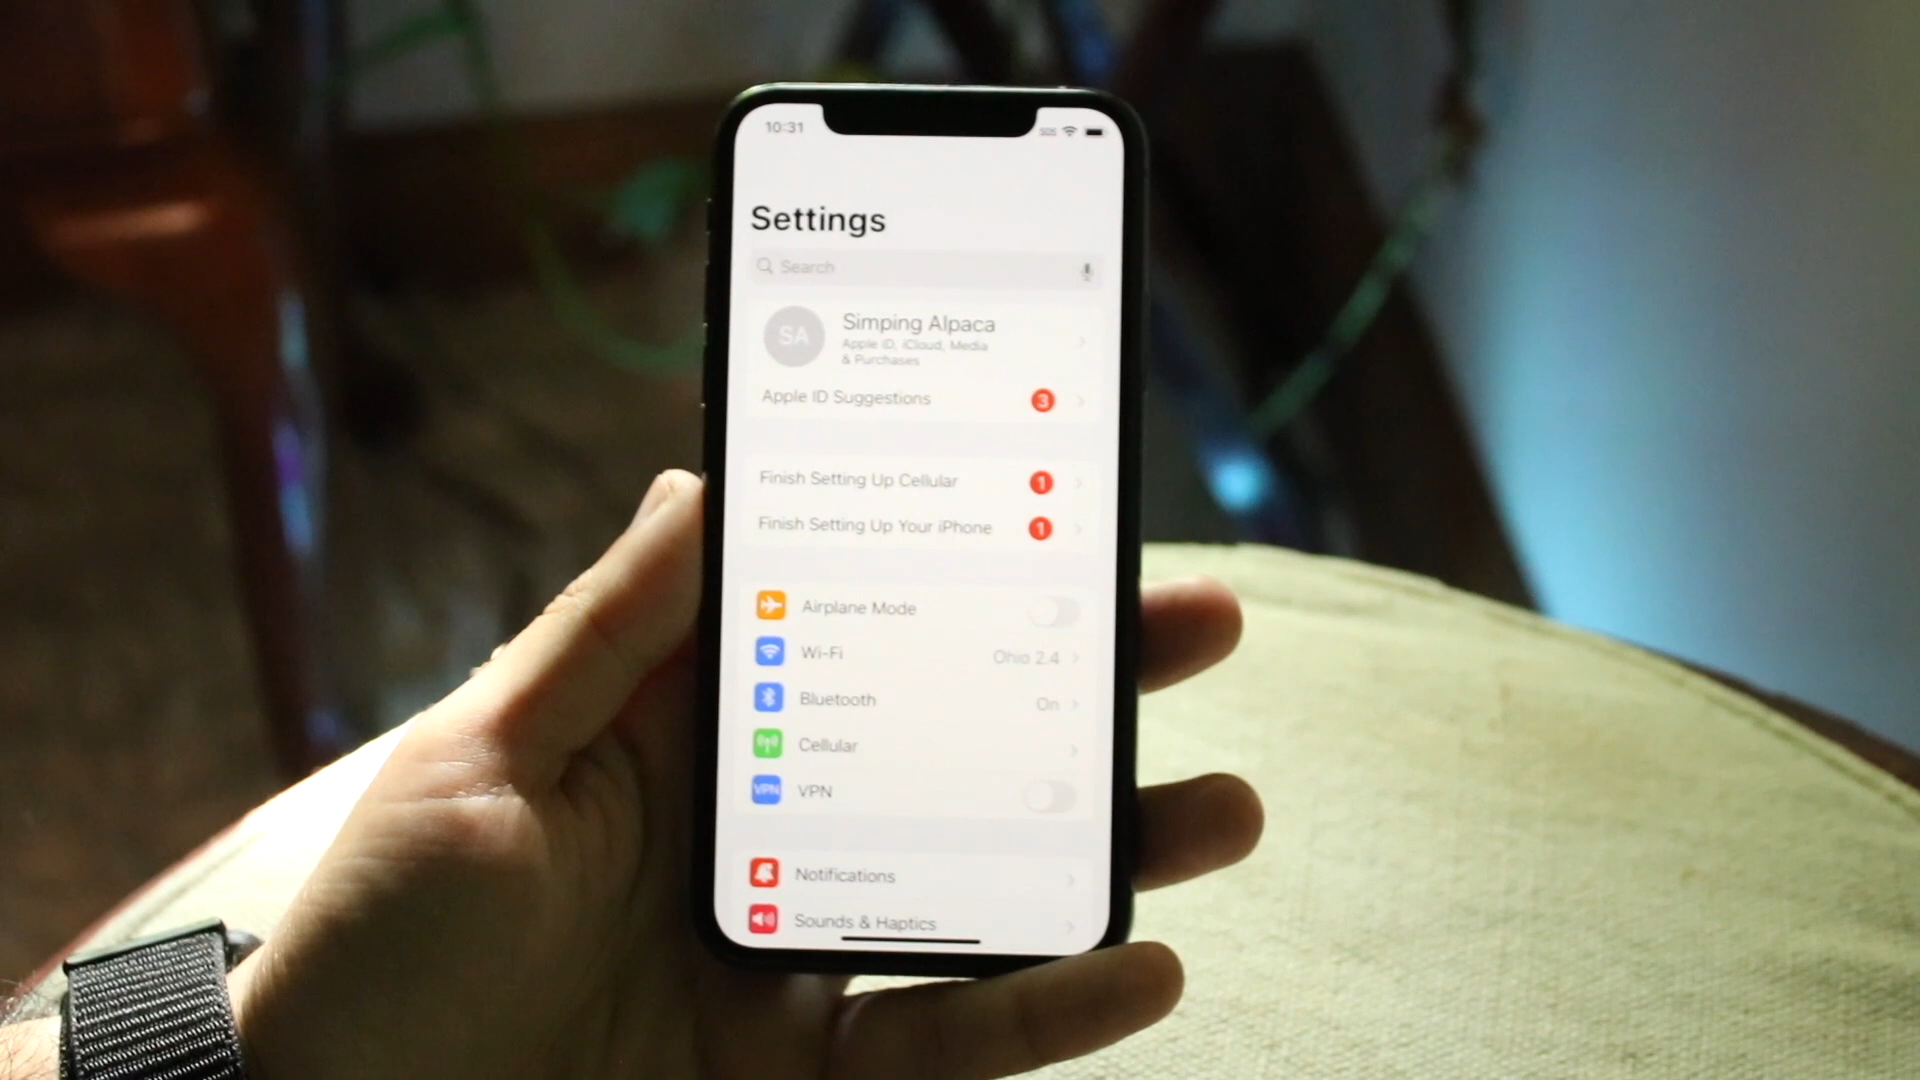 10:31 SOS
Settings
Search
SA
Simping Alpaca
Apple ID, iCloud, Media
& Purchases
Apple ID Suggestions 3
Finish Setting Up Cellular 1
Finish Setting Up Your iPhone 1
Airplane Mode
Wi-Fi Ohio 2.4
Bluetooth On
Cellular
VPN VPN
Notifications
Sounds & Haptics